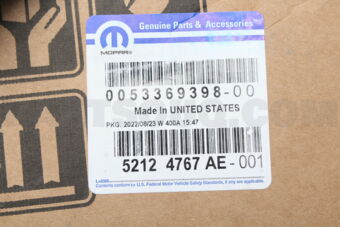 Genuine Parts & Accessories
MOPAR
0053369398-00
Made In UNITED STATES
PKG. 2022/08/23 W 400A 15:47
5212 4767 AE-001
Contents conform to U.S. Federal Motor Vehicle Safety Standards, if any are applicable